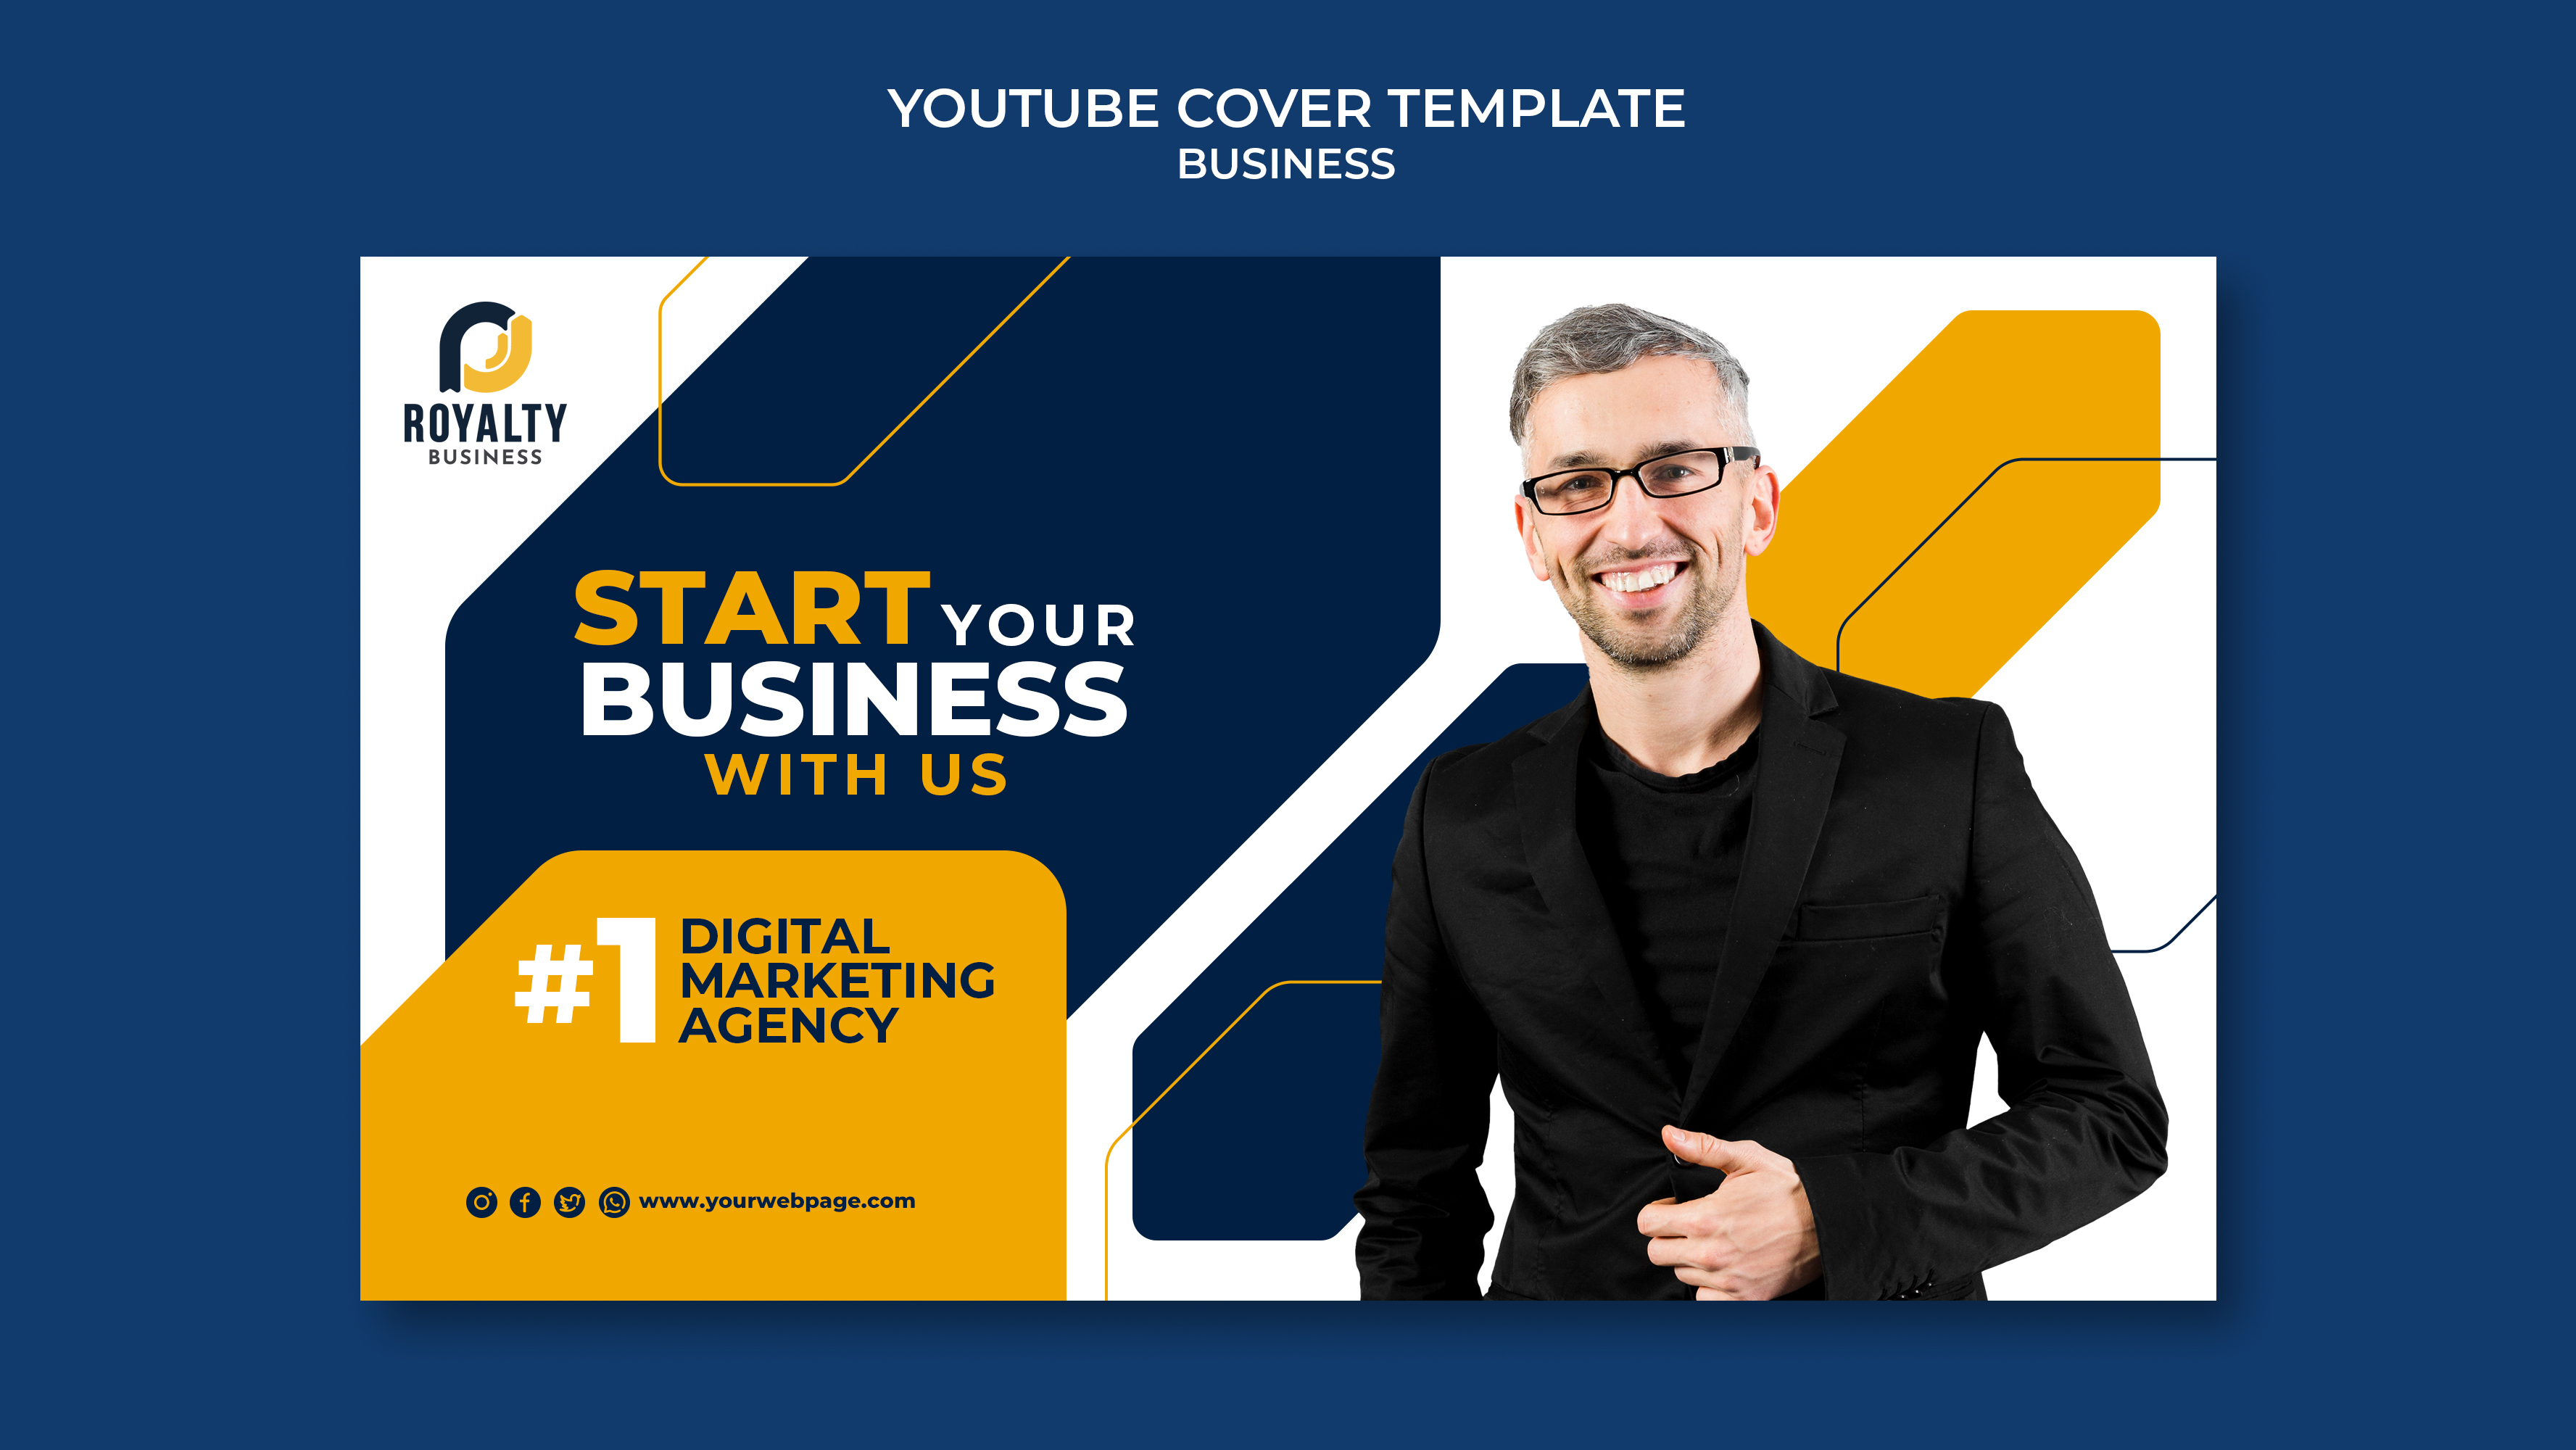 YOUTUBE COVER TEMPLATE
BUSINESS
ROYALTY
BUSINESS
START YOUR
BUSINESS
WITH US
#1 DIGITAL
MARKETING
AGENCY
www.yourwebpage.com